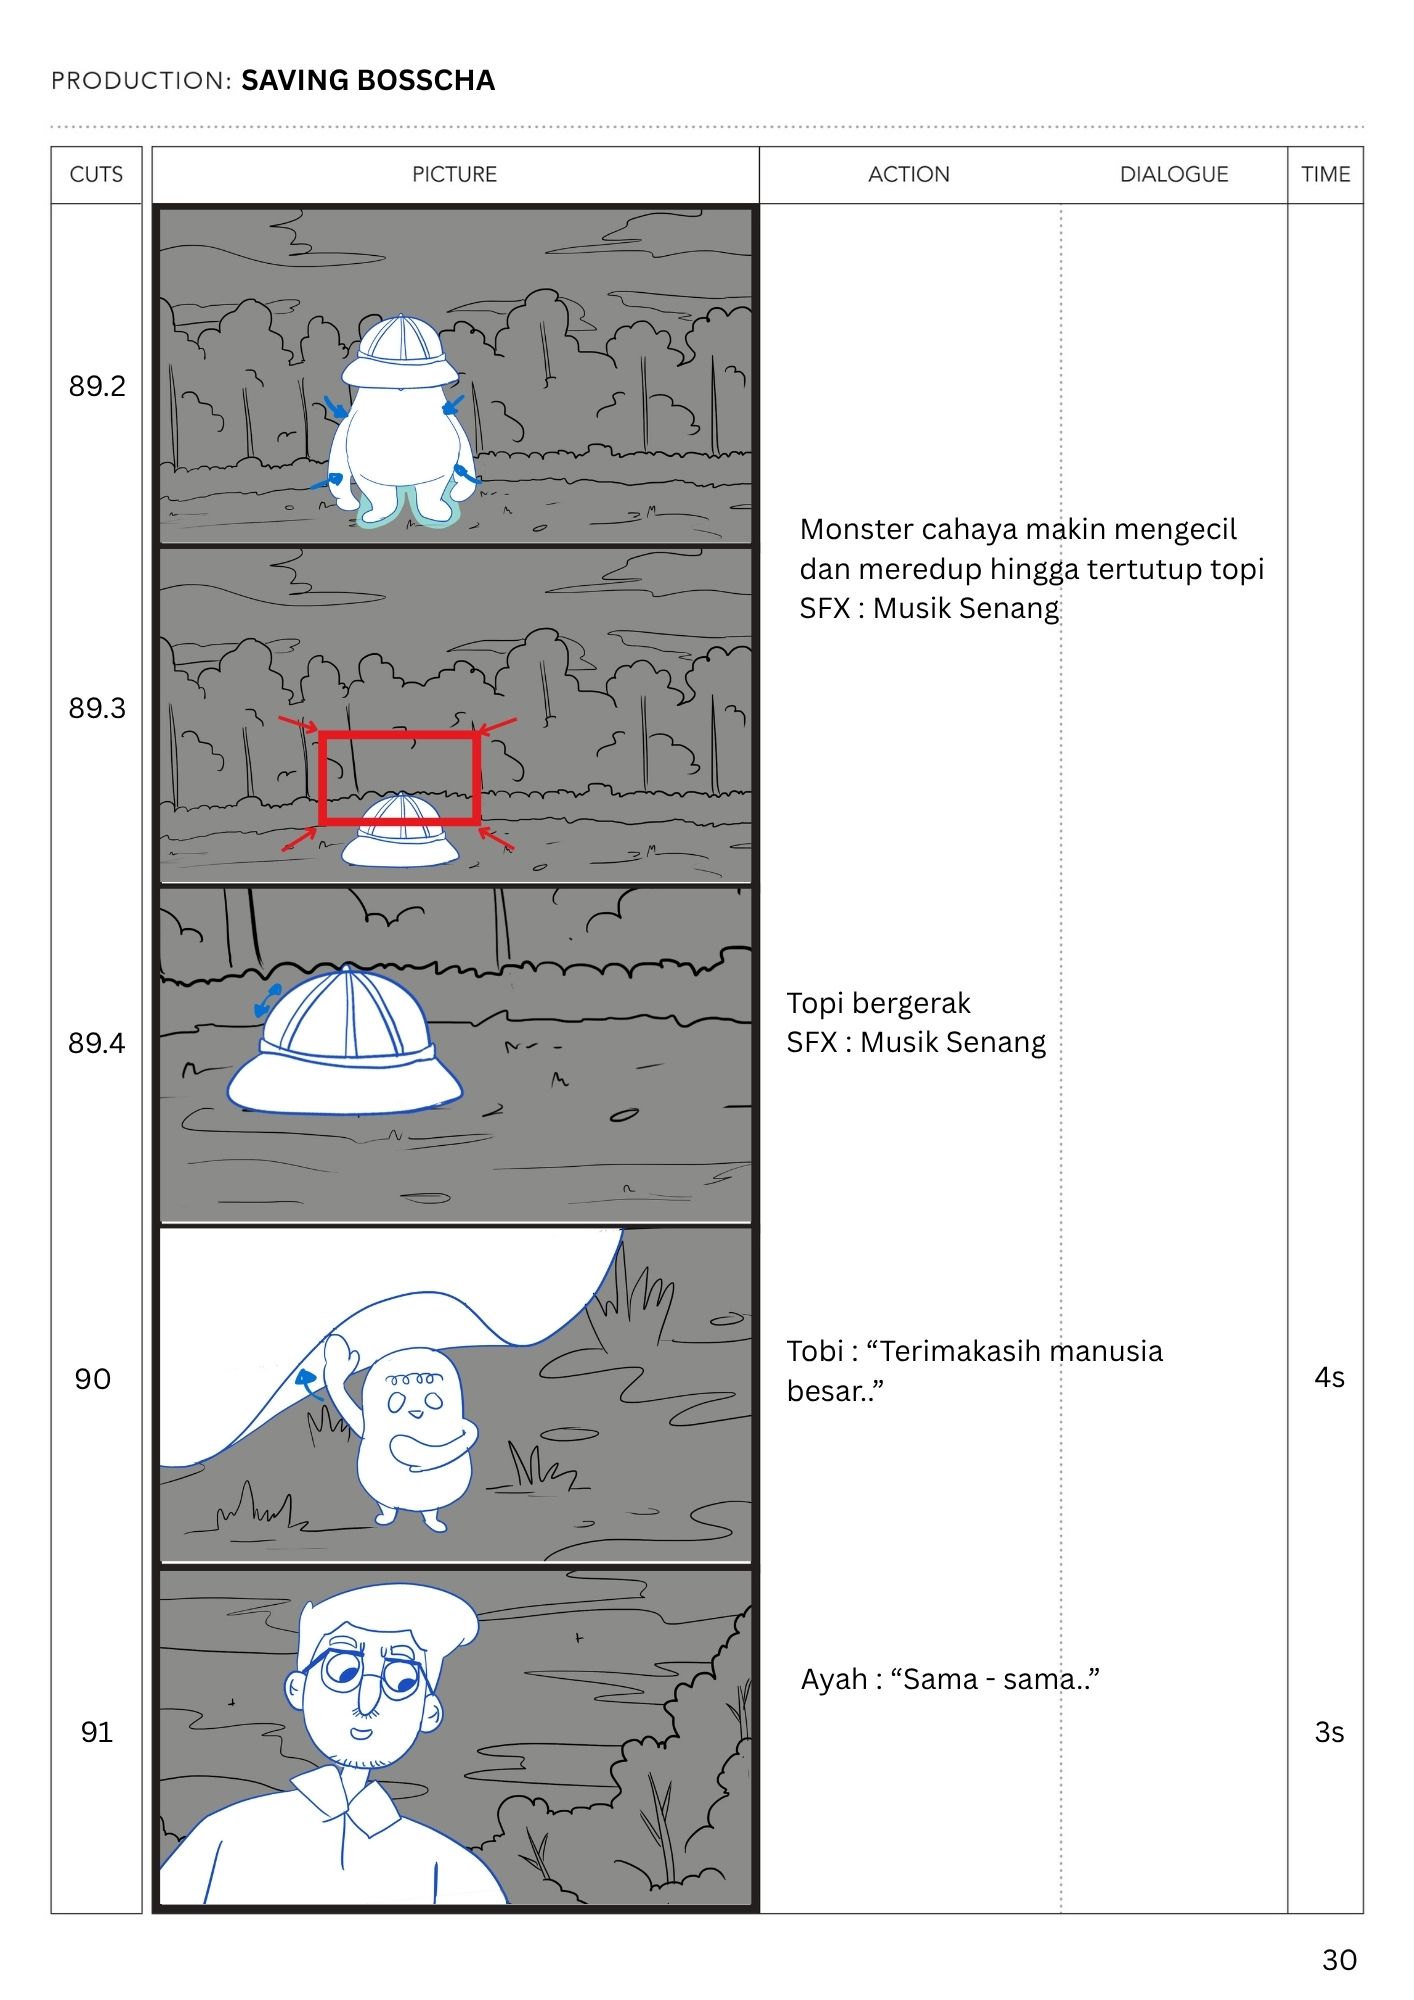 PRODUCTION: SAVING BOSSCHA
CUTS
PICTURE
ACTION
DIALOGUE
TIME
89.2
Monster cahaya makin mengecil
dan meredup hingga tertutup topi
SFX : Musik Senang
89.3
89.4
Topi bergerak
SFX : Musik Senang
90
Tobi : “Terimakasih manusia
besar..”
4s
91
Ayah : “Sama - sama..”
3s
30